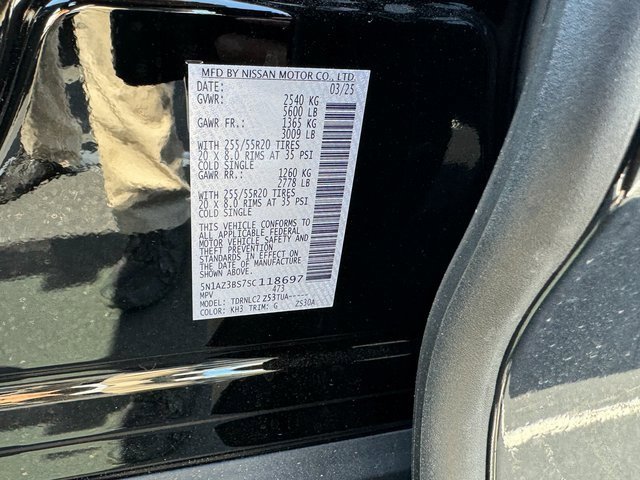 MFD BY NISSAN MOTOR CO., LTD.
DATE: 03/25
GVWR: 2540 KG
5600 LB
GAWR FR.: 1365 KG
3009 LB
WITH 255/55R20 TIRES
20 X 8.0 RIMS AT 35 PSI
COLD SINGLE
GAWR RR.: 1260 KG
2778 LB
WITH 255/55R20 TIRES
20 X 8.0 RIMS AT 35 PSI
COLD SINGLE
THIS VEHICLE CONFORMS TO
ALL APPLICABLE FEDERAL
MOTOR VEHICLE SAFETY AND
THEFT PREVENTION
STANDARDS IN EFFECT ON
THE DATE OF MANUFACTURE
SHOWN ABOVE.
5N1AZ3BS7SC118697
MPV 473
MODEL: TDRNLC2 Z53TUA-----
COLOR: KH3 TRIM: G ZS30A